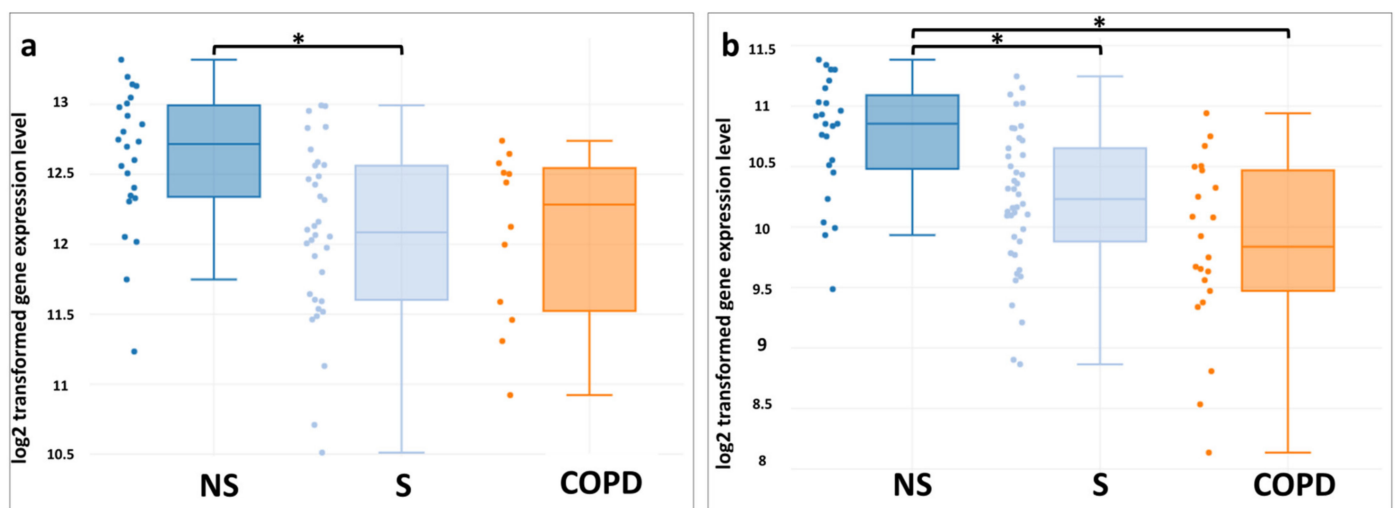 a
*
log2 transformed gene expression level
13
12.5
12
11.5
11
10.5
NS
S
COPD
b
*
*
log2 transformed gene expression level
11.5
11
10.5
10
9.5
9
8.5
8
NS
S
COPD